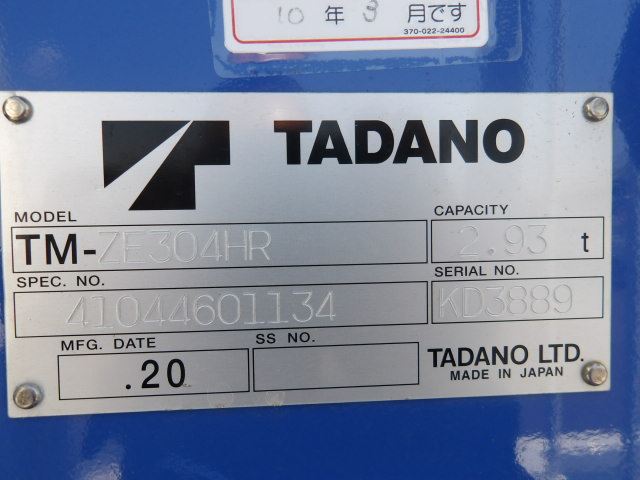 10 年 3 月です
370-022-24400
TADANO
MODEL
TM-ZE304HR
CAPACITY
2.93 t
SPEC. NO.
41044601134
SERIAL NO.
KD3889
MFG. DATE
.20
SS NO.
TADANO LTD.
MADE IN JAPAN